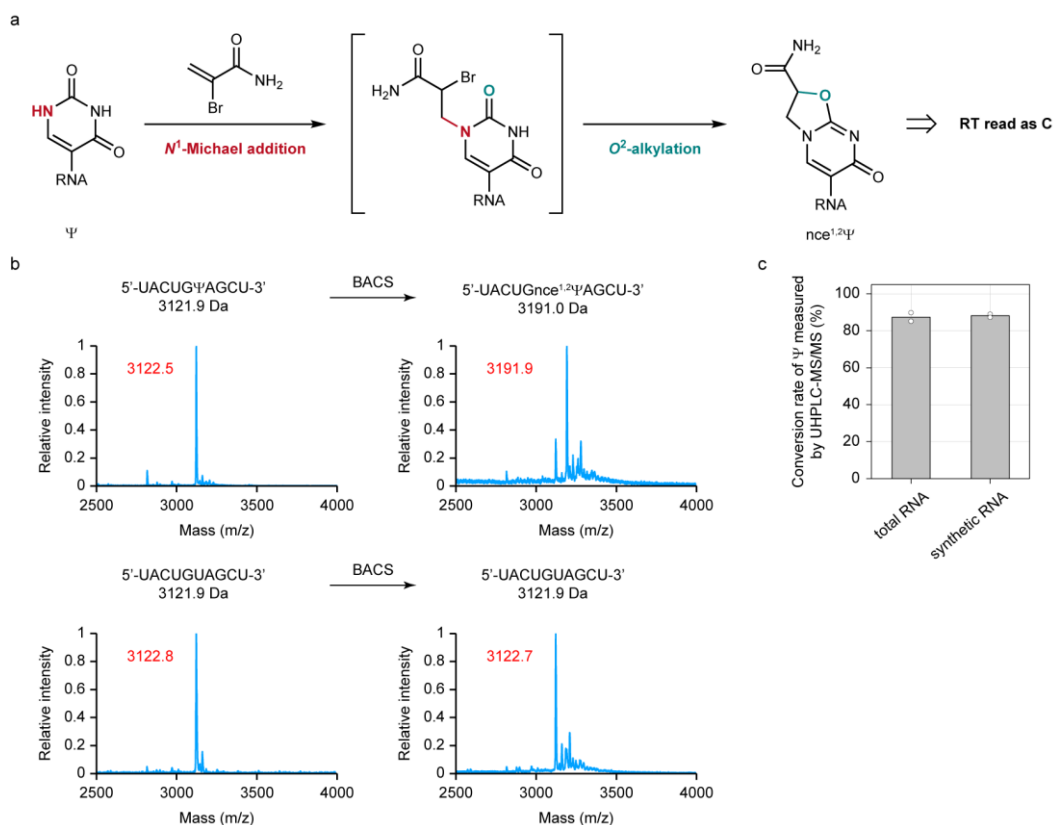 a
O
HN
NH
O
RNA
Ψ
O
NH₂
Br
N¹-Michael addition
O
Br
H₂N
O
N
NH
O
RNA
O²-alkylation
NH₂
O
O
N
N
O
RNA
nce¹,²Ψ
RT read as C
b
5'-UACUGΨAGCU-3'
3121.9 Da
BACS
5'-UACUGnce¹,²ΨAGCU-3'
3191.0 Da
Relative intensity
1
0.8
0.6
0.4
0.2
0
3122.5
2500 3000 3500 4000
Mass (m/z)
Relative intensity
1
0.8
0.6
0.4
0.2
0
3191.9
2500 3000 3500 4000
Mass (m/z)
5'-UACUGUAGCU-3'
3121.9 Da
BACS
5'-UACUGUAGCU-3'
3121.9 Da
Relative intensity
1
0.8
0.6
0.4
0.2
0
3122.8
2500 3000 3500 4000
Mass (m/z)
Relative intensity
1
0.8
0.6
0.4
0.2
0
3122.7
2500 3000 3500 4000
Mass (m/z)
c
Conversion rate of Ψ measured
by UHPLC-MS/MS (%)
100
80
60
40
20
0
total RNA
synthetic RNA